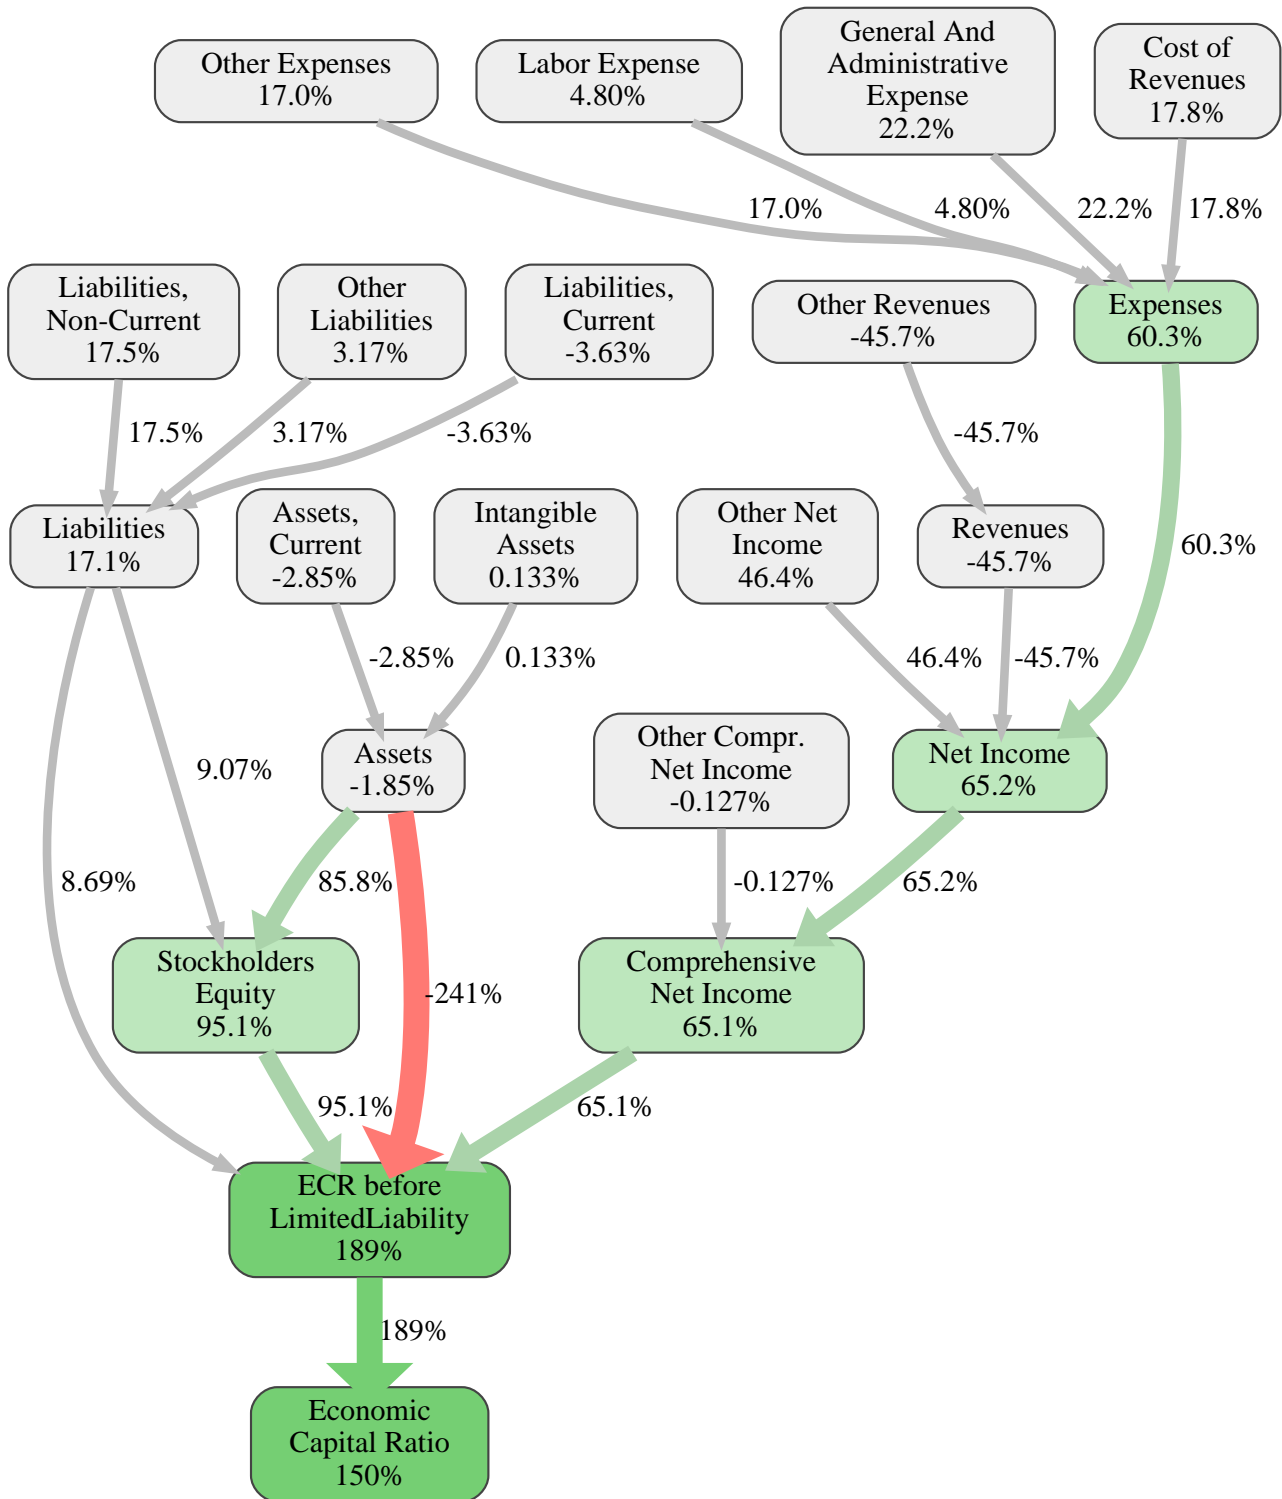 Other Expenses
17.0%
Labor Expense
4.80%
General And
Administrative
Expense
22.2%
Cost of
Revenues
17.8%
17.0%
4.80%
22.2%
17.8%
Liabilities,
Non-Current
17.5%
Other
Liabilities
3.17%
Liabilities,
Current
-3.63%
Other Revenues
-45.7%
Expenses
60.3%
17.5%
3.17%
-3.63%
-45.7%
60.3%
Liabilities
17.1%
Assets,
Current
-2.85%
Intangible
Assets
0.133%
Other Net
Income
46.4%
Revenues
-45.7%
-2.85%
0.133%
46.4%
-45.7%
9.07%
Assets
-1.85%
Other Compr.
Net Income
-0.127%
Net Income
65.2%
8.69%
85.8%
-241%
-0.127%
65.2%
Stockholders
Equity
95.1%
Comprehensive
Net Income
65.1%
95.1%
65.1%
ECR before
LimitedLiability
189%
189%
Economic
Capital Ratio
150%